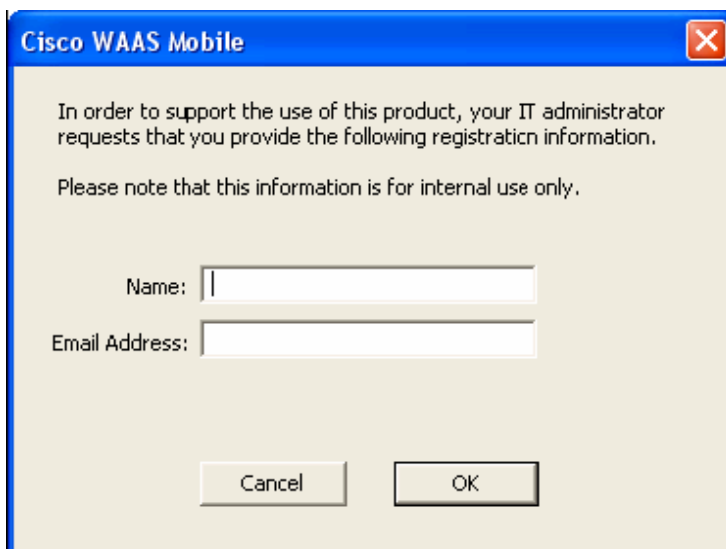 Cisco WAAS Mobile
In order to support the use of this product, your IT administrator
requests that you provide the following registration information.
Please note that this information is for internal use only.
Name:
Email Address:
Cancel OK